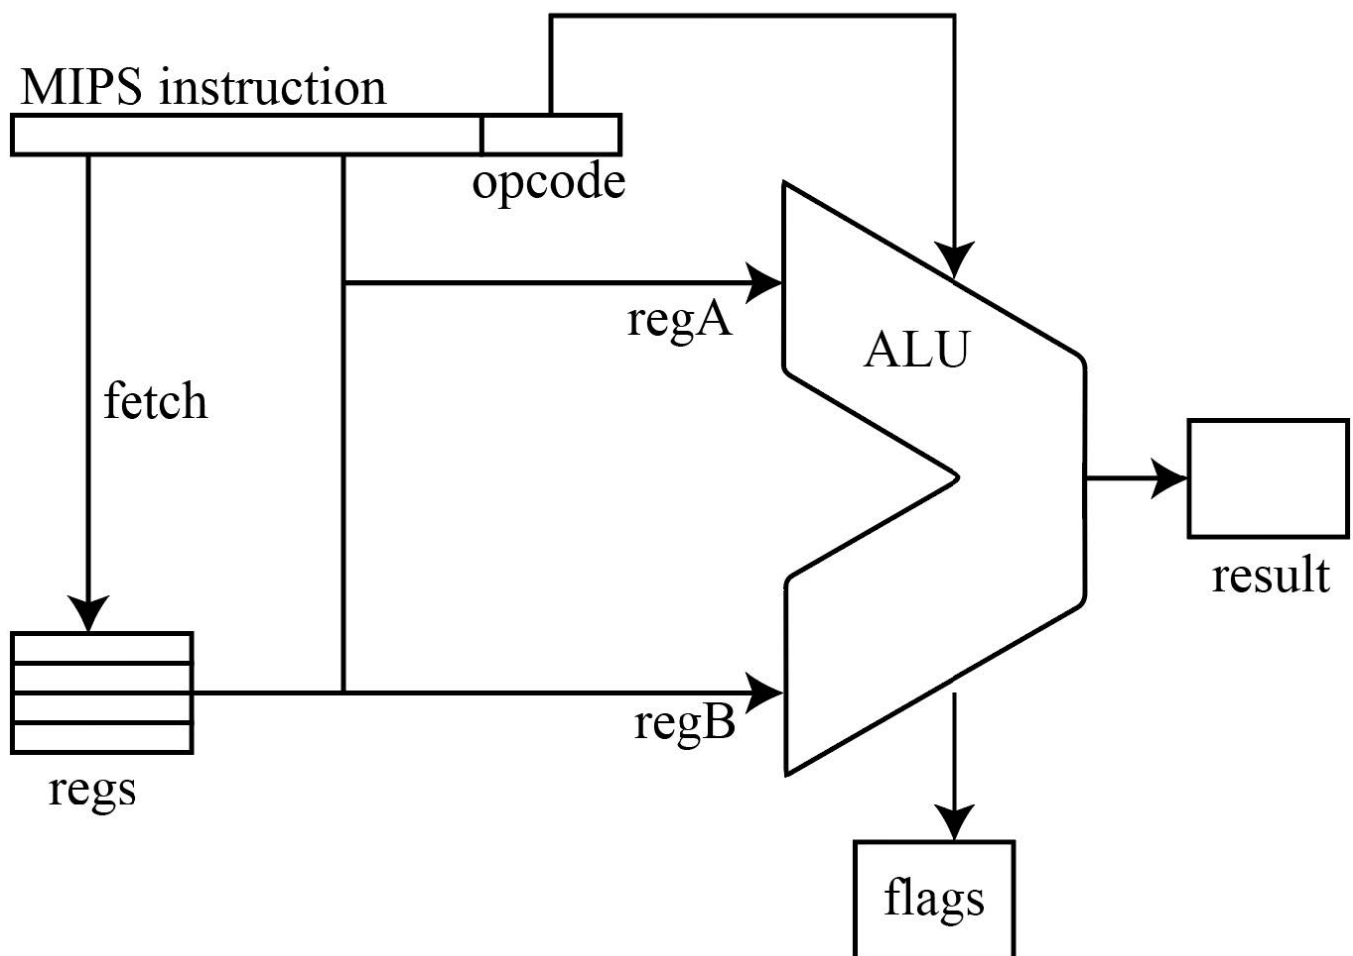 MIPS instruction
opcode
regA
ALU
fetch
result
regB
regs
flags